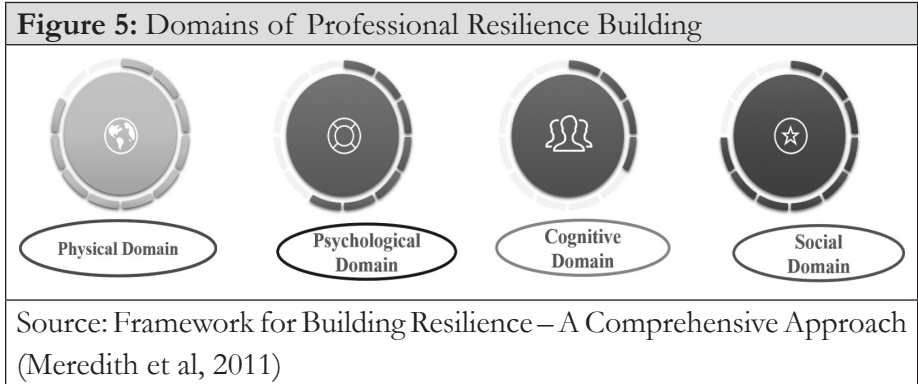 Figure 5: Domains of Professional Resilience Building
Physical Domain
Psychological
Domain
Cognitive
Domain
Social
Domain
Source: Framework for Building Resilience – A Comprehensive Approach
(Meredith et al, 2011)